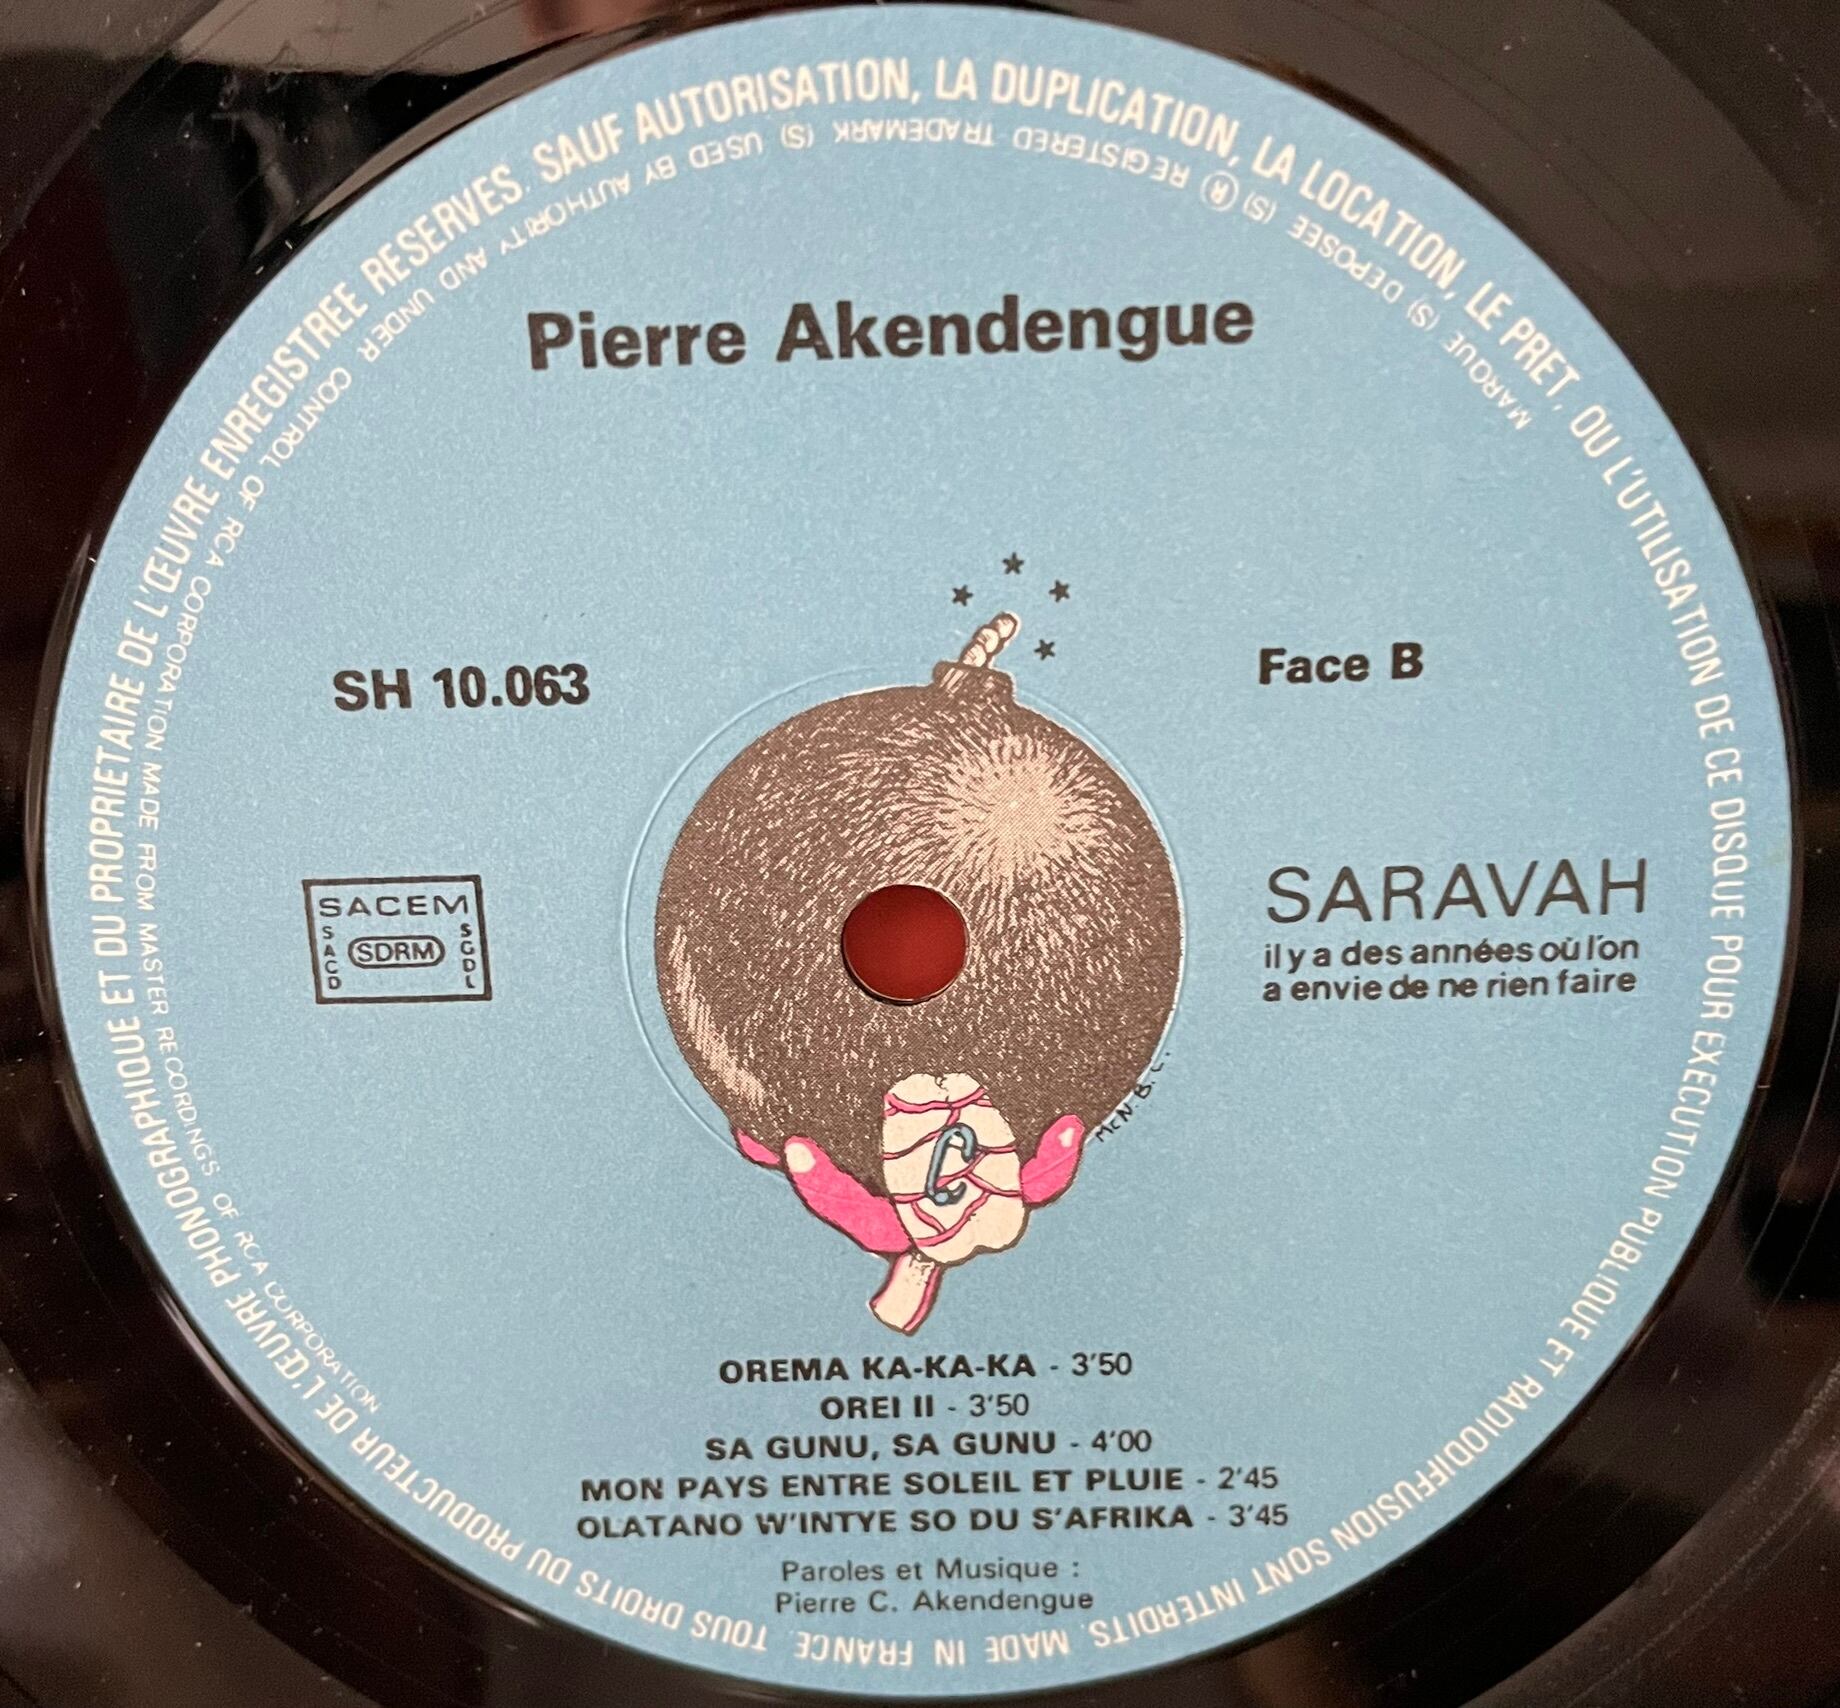 TOUS DROITS DU PRODUCTEUR DE L'ŒUVRE PHONOGRAPHIQUE ET DU PROPRIETAIRE DE L'ŒUVRE ENREGISTREE RESERVES. SAUF AUTORISATION, LA DUPLICATION, LA LOCATION, LE PRET, OU L'UTILISATION DE CE DISQUE POUR EXECUTION PUBLIQUE ET RADIODIFFUSION SONT INTERDITS. MADE IN FRANCE.
MARQUE (S) DEPOSEE (S) ® REGISTERED TRADEMARK (S) USED BY AUTHORITY AND UNDER CONTROL OF RCA CORPORATION MADE FROM MASTER RECORDINGS OF RCA CORPORATION
Pierre Akendengue
SH 10.063
Face B
SACEM
SACD
SDRM
SGDL
SARAVAH
il y a des années où l'on
a envie de ne rien faire
McN. B. C.
OREMA KA-KA-KA - 3'50
OREI II - 3'50
SA GUNU, SA GUNU - 4'00
MON PAYS ENTRE SOLEIL ET PLUIE - 2'45
OLATANO W'INTYE SO DU S'AFRIKA - 3'45
Paroles et Musique :
Pierre C. Akendengue